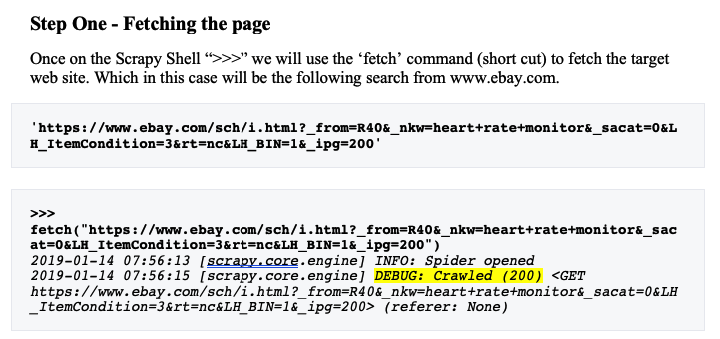 Step One - Fetching the page
Once on the Scrapy Shell “>>>” we will use the ‘fetch’ command (short cut) to fetch the target
web site. Which in this case will be the following search from www.ebay.com.
'https://www.ebay.com/sch/i.html?_from=R40&_nkw=heart+rate+monitor&_sacat=0&L
H_ItemCondition=3&rt=nc&LH_BIN=1&_ipg=200'
>>>
fetch("https://www.ebay.com/sch/i.html?_from=R40&_nkw=heart+rate+monitor&_sac
at=0&LH_ItemCondition=3&rt=nc&LH_BIN=1&_ipg=200")
2019-01-14 07:56:13 [scrapy.core.engine] INFO: Spider opened
2019-01-14 07:56:15 [scrapy.core.engine] DEBUG: Crawled (200) <GET
https://www.ebay.com/sch/i.html?_from=R40&_nkw=heart+rate+monitor&_sacat=0&LH
_ItemCondition=3&rt=nc&LH_BIN=1&_ipg=200> (referer: None)